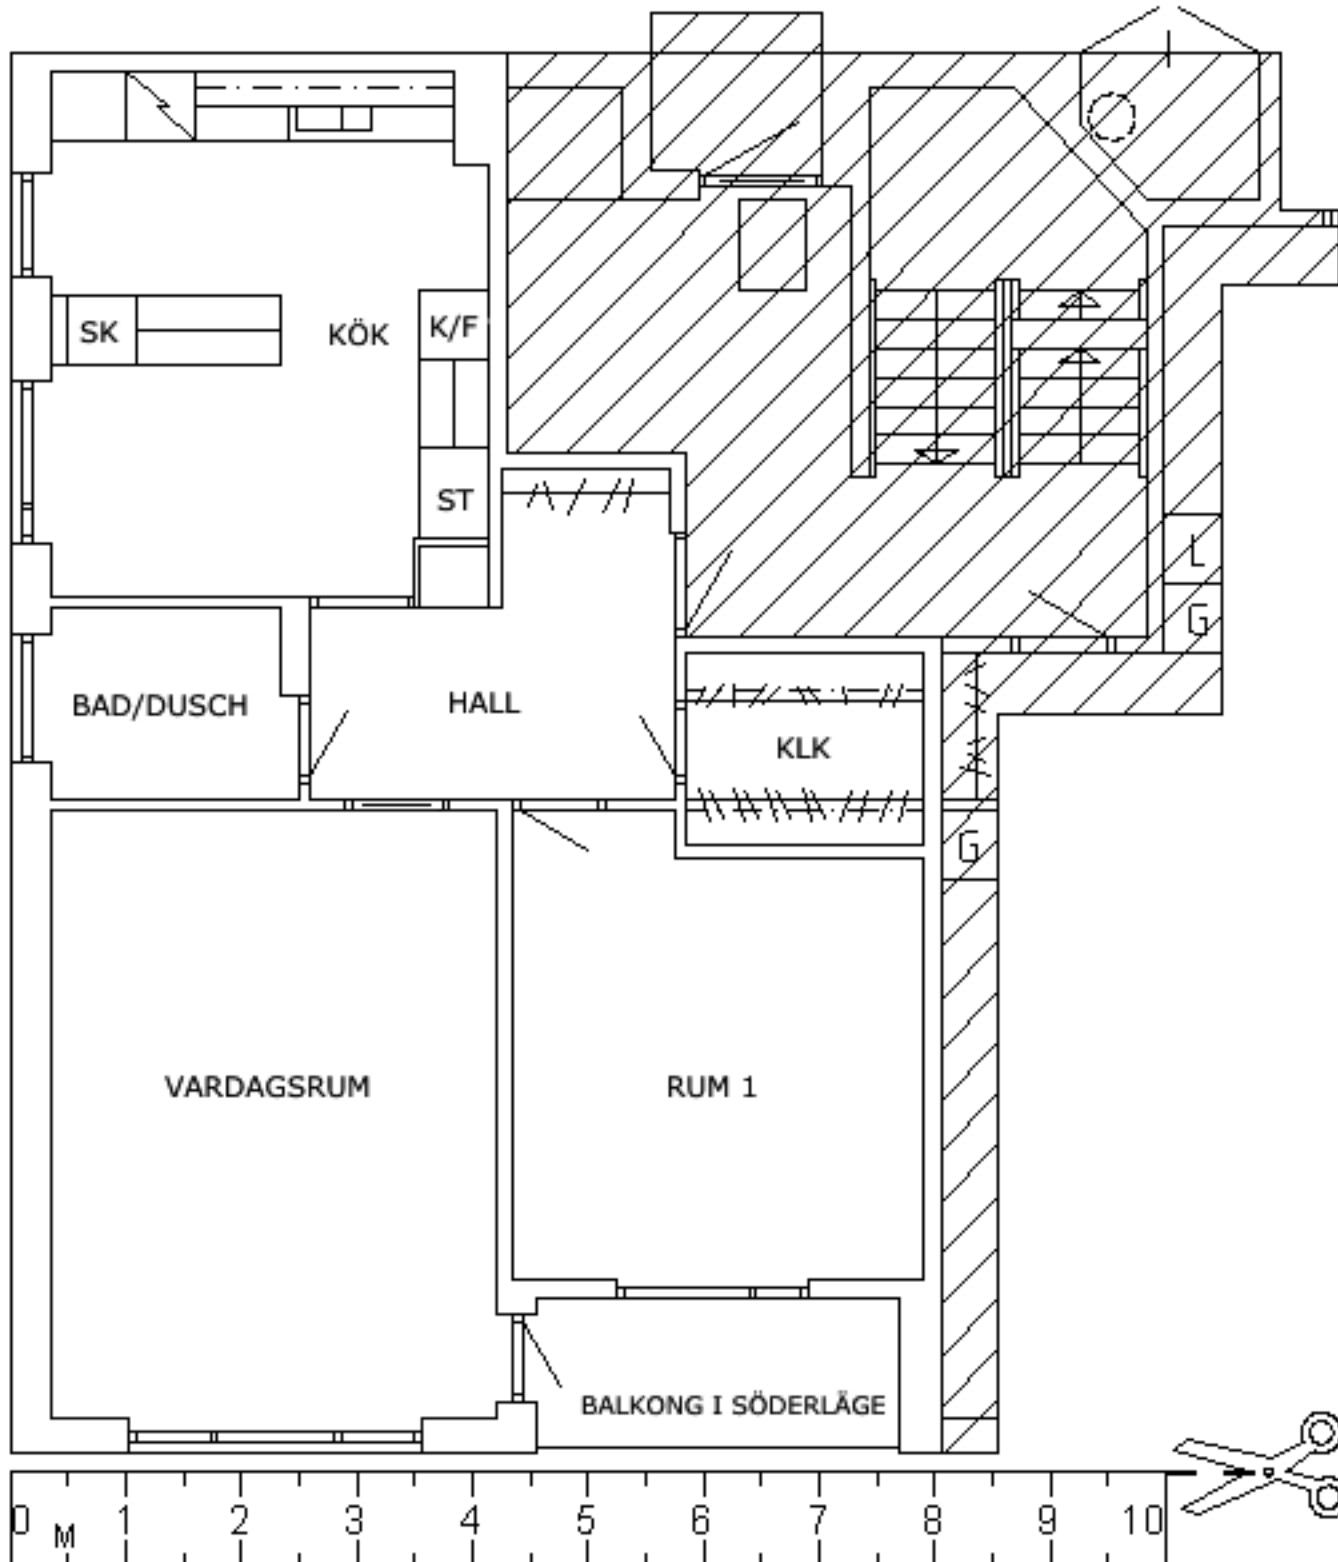 SK
KÖK
K/F
ST
L
G
BAD/DUSCH
HALL
KLK
G
VARDAGSRUM
RUM 1
BALKONG I SÖDERLÄGE
0 M 1 2 3 4 5 6 7 8 9 10